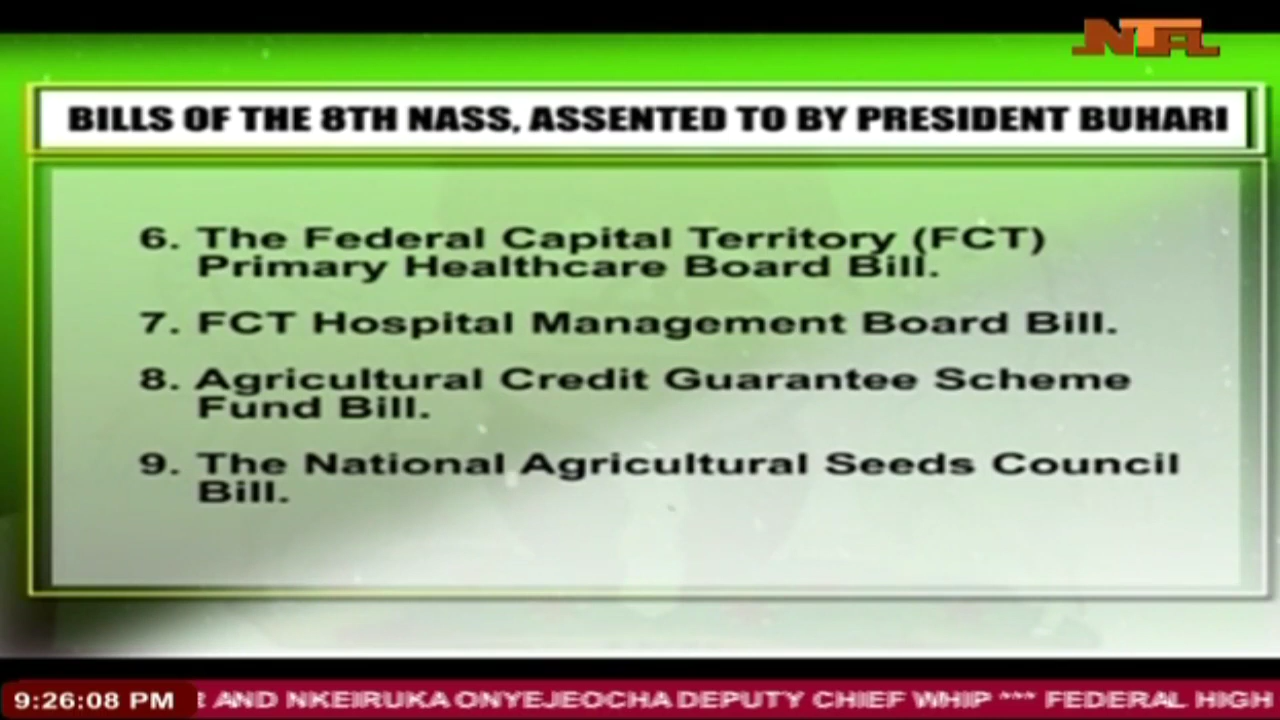 NTA
BILLS OF THE 8TH NASS, ASSENTED TO BY PRESIDENT BUHARI
6. The Federal Capital Territory (FCT)
Primary Healthcare Board Bill.
7. FCT Hospital Management Board Bill.
8. Agricultural Credit Guarantee Scheme
Fund Bill.
9. The National Agricultural Seeds Council
Bill.
9:26:08 PM AND NKEIRUKA ONYEJEOCHA DEPUTY CHIEF WHIP *** FEDERAL HIGH